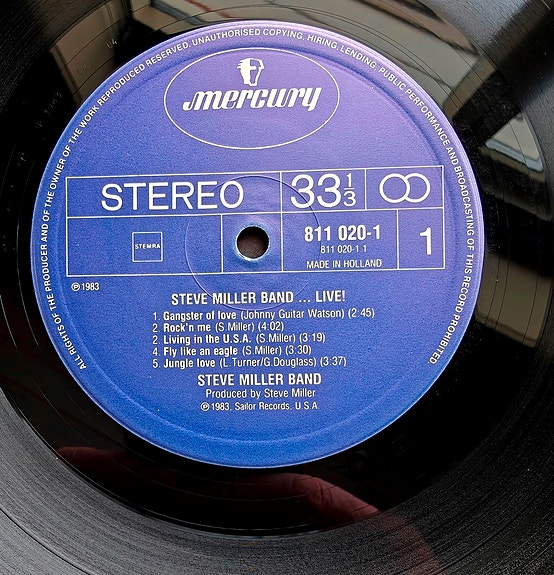 ALL RIGHTS OF THE PRODUCER AND OF THE OWNER OF THE WORK REPRODUCED RESERVED. UNAUTHORISED COPYING, HIRING, LENDING, PUBLIC PERFORMANCE AND BROADCASTING OF THIS RECORD PROHIBITED
mercury
STEREO 33 1/3
STEMRA
811 020-1
811 020-1.1
MADE IN HOLLAND
1
℗ 1983
STEVE MILLER BAND ... LIVE!
1. Gangster of love (Johnny Guitar Watson) (2:45)
2. Rock'n me (S.Miller) (4:02)
2. Living in the U.S.A. (S.Miller) (3:19)
4. Fly like an eagle (S.Miller) (3:30)
5. Jungle love (L.Turner/G.Douglass) (3:37)
STEVE MILLER BAND
Produced by Steve Miller
℗ 1983, Sailor Records, U.S.A.